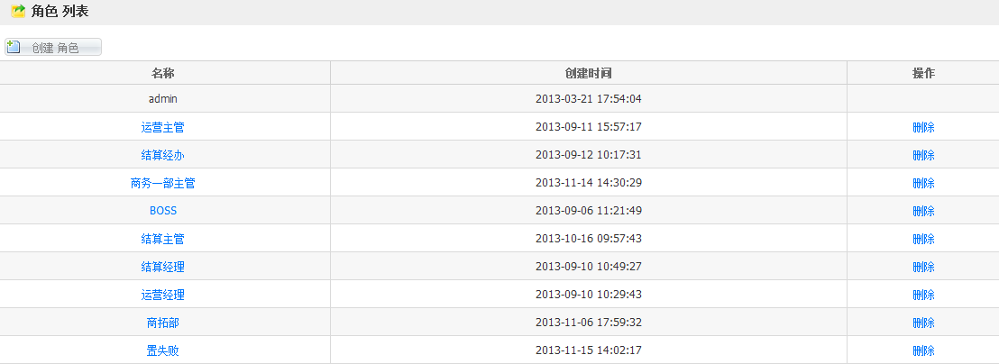 角色 列表
创建 角色
名称 创建时间 操作
admin 2013-03-21 17:54:04
运营主管 2013-09-11 15:57:17 删除
结算经办 2013-09-12 10:17:31 删除
商务一部主管 2013-11-14 14:30:29 删除
BOSS 2013-09-06 11:21:49 删除
结算主管 2013-10-16 09:57:43 删除
结算经理 2013-09-10 10:49:27 删除
运营经理 2013-09-10 10:29:43 删除
商拓部 2013-11-06 17:59:32 删除
置失败 2013-11-15 14:02:17 删除